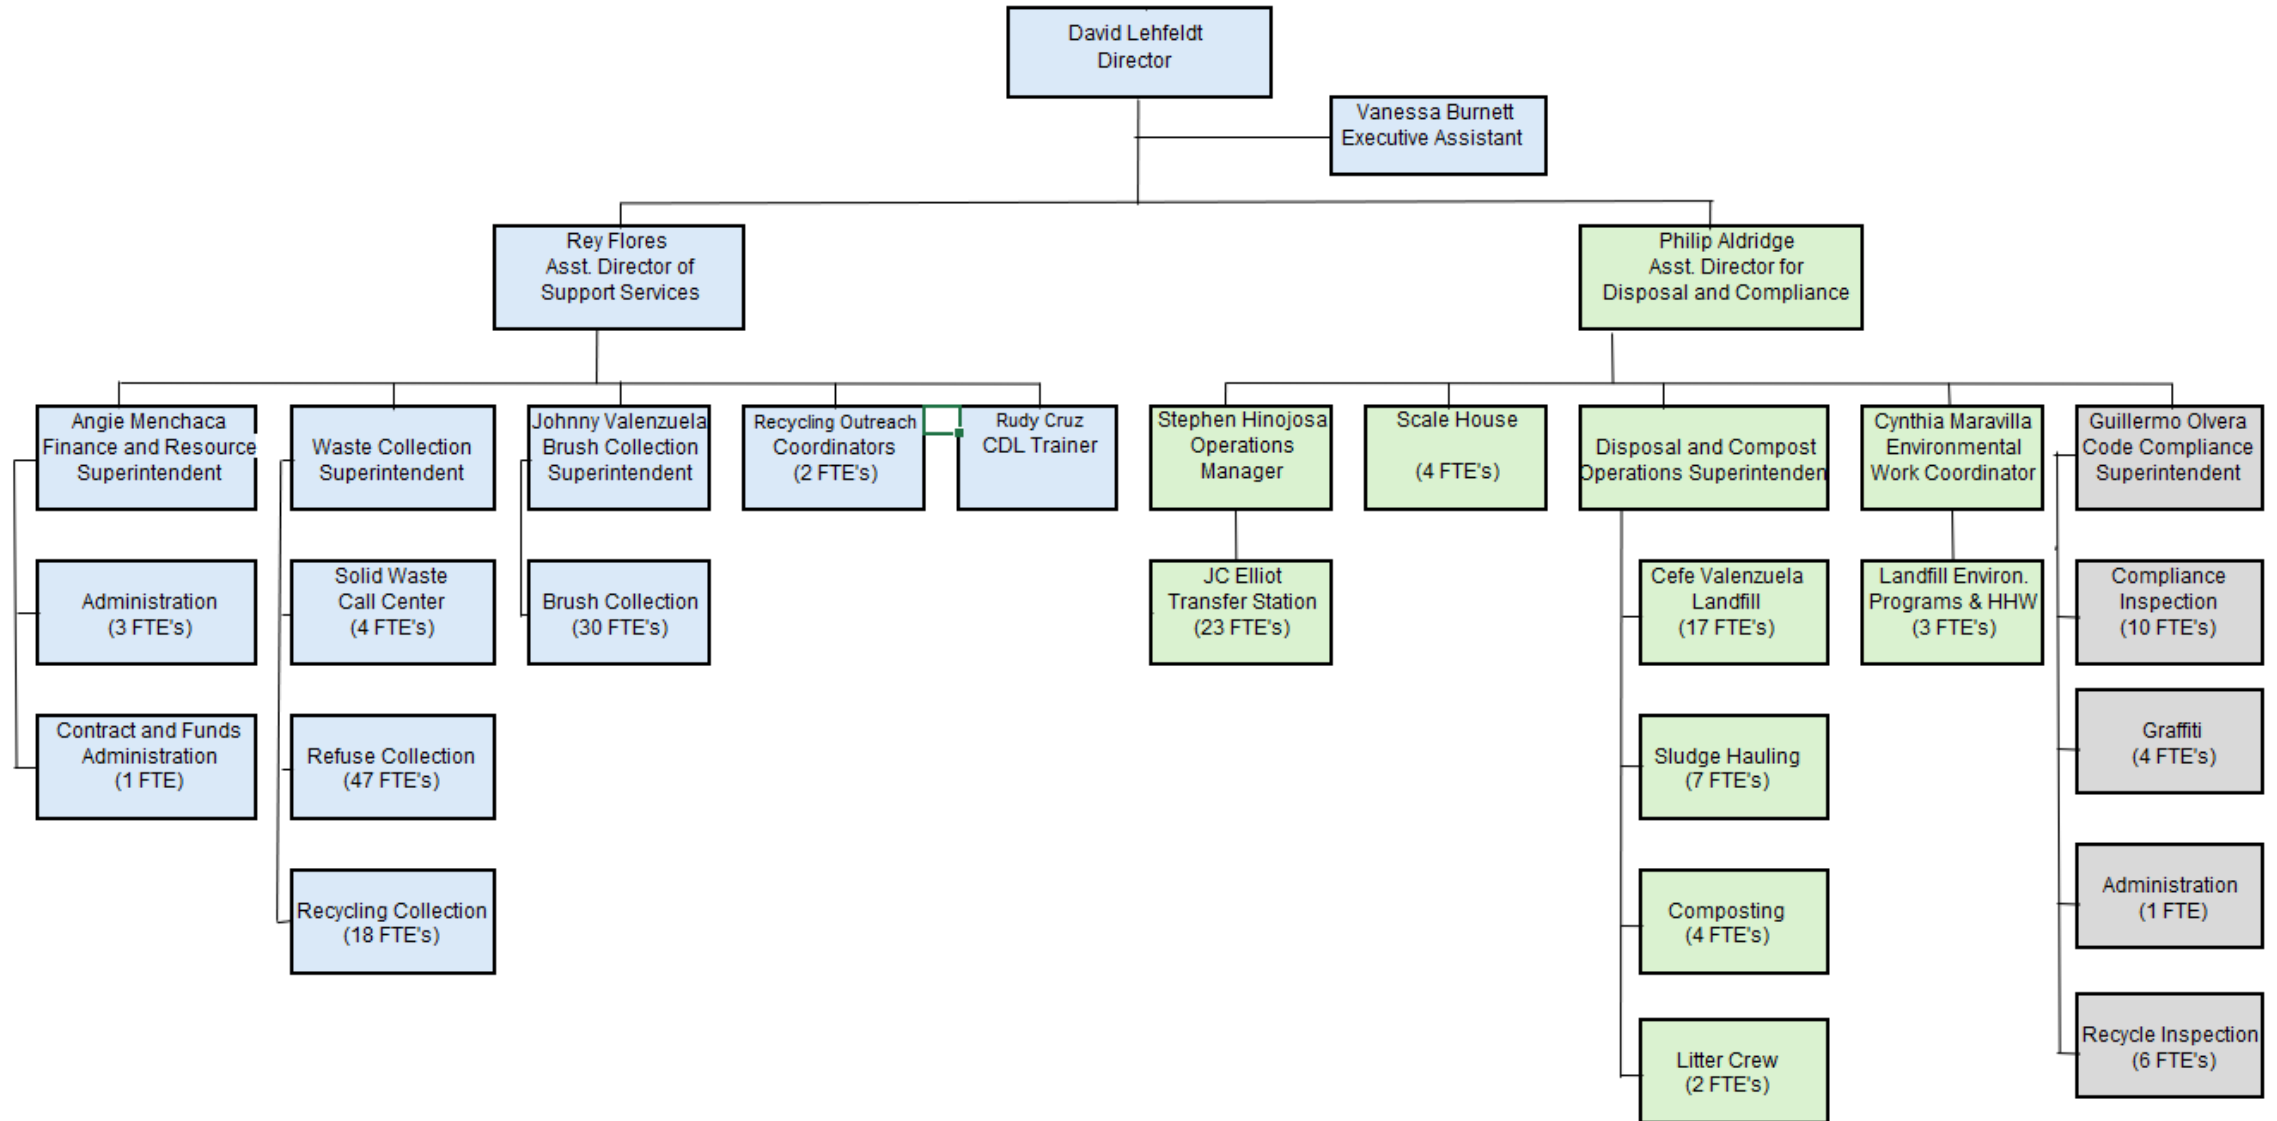 David Lehfeldt
Director
Vanessa Burnett
Executive Assistant
Rey Flores
Asst. Director of
Support Services
Philip Aldridge
Asst. Director for
Disposal and Compliance
Angie Menchaca
Finance and Resource
Superintendent
Waste Collection
Superintendent
Johnny Valenzuela
Brush Collection
Superintendent
Recycling Outreach
Coordinators
(2 FTE's)
Rudy Cruz
CDL Trainer
Stephen Hinojosa
Operations
Manager
Scale House
(4 FTE's)
Disposal and Compost
Operations Superintenden
Cynthia Maravilla
Environmental
Work Coordinator
Guillermo Olvera
Code Compliance
Superintendent
Administration
(3 FTE's)
Solid Waste
Call Center
(4 FTE's)
Brush Collection
(30 FTE's)
JC Elliot
Transfer Station
(23 FTE's)
Cefe Valenzuela
Landfill
(17 FTE's)
Landfill Environ.
Programs & HHW
(3 FTE's)
Compliance
Inspection
(10 FTE's)
Contract and Funds
Administration
(1 FTE)
Refuse Collection
(47 FTE's)
Sludge Hauling
(7 FTE's)
Graffiti
(4 FTE's)
Recycling Collection
(18 FTE's)
Composting
(4 FTE's)
Administration
(1 FTE)
Litter Crew
(2 FTE's)
Recycle Inspection
(6 FTE's)